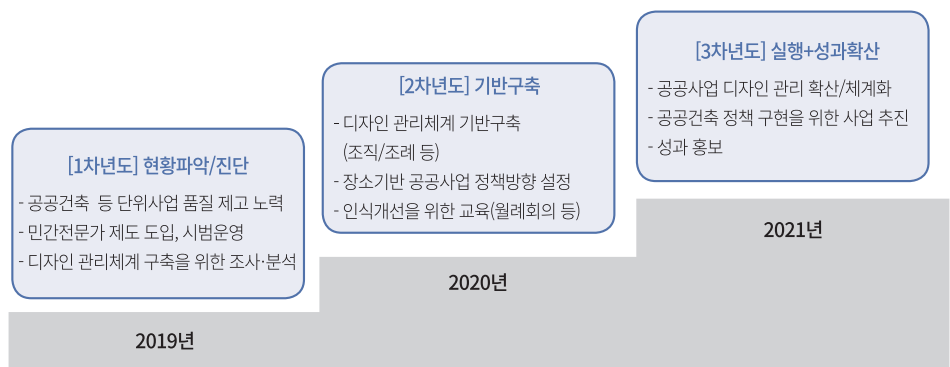 [1차년도] 현황파악/진단
- 공공건축 등 단위사업 품질 제고 노력
- 민간전문가 제도 도입, 시범운영
- 디자인 관리체계 구축을 위한 조사·분석
2019년
[2차년도] 기반구축
- 디자인 관리체계 기반구축
(조직/조례 등)
- 장소기반 공공사업 정책방향 설정
- 인식개선을 위한 교육(월례회의 등)
2020년
[3차년도] 실행+성과확산
- 공공사업 디자인 관리 확산/체계화
- 공공건축 정책 구현을 위한 사업 추진
- 성과 홍보
2021년